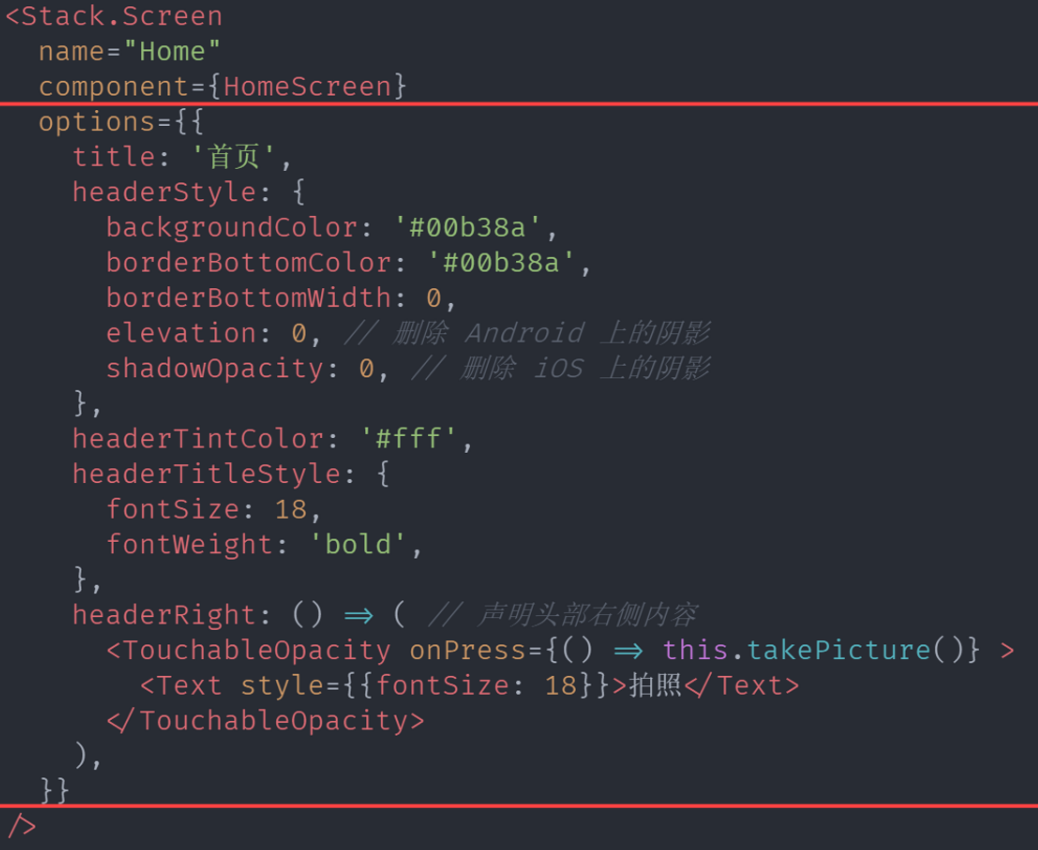 <Stack.Screen
  name="Home"
  component={HomeScreen}
  options={{
    title: '首页',
    headerStyle: {
      backgroundColor: '#00b38a',
      borderBottomColor: '#00b38a',
      borderBottomWidth: 0,
      elevation: 0, // 删除 Android 上的阴影
      shadowOpacity: 0, // 删除 iOS 上的阴影
    },
    headerTintColor: '#fff',
    headerTitleStyle: {
      fontSize: 18,
      fontWeight: 'bold',
    },
    headerRight: () => ( // 声明头部右侧内容
      <TouchableOpacity onPress={() => this.takePicture()} >
        <Text style={{fontSize: 18}}>拍照</Text>
      </TouchableOpacity>
    ),
  }}
/>